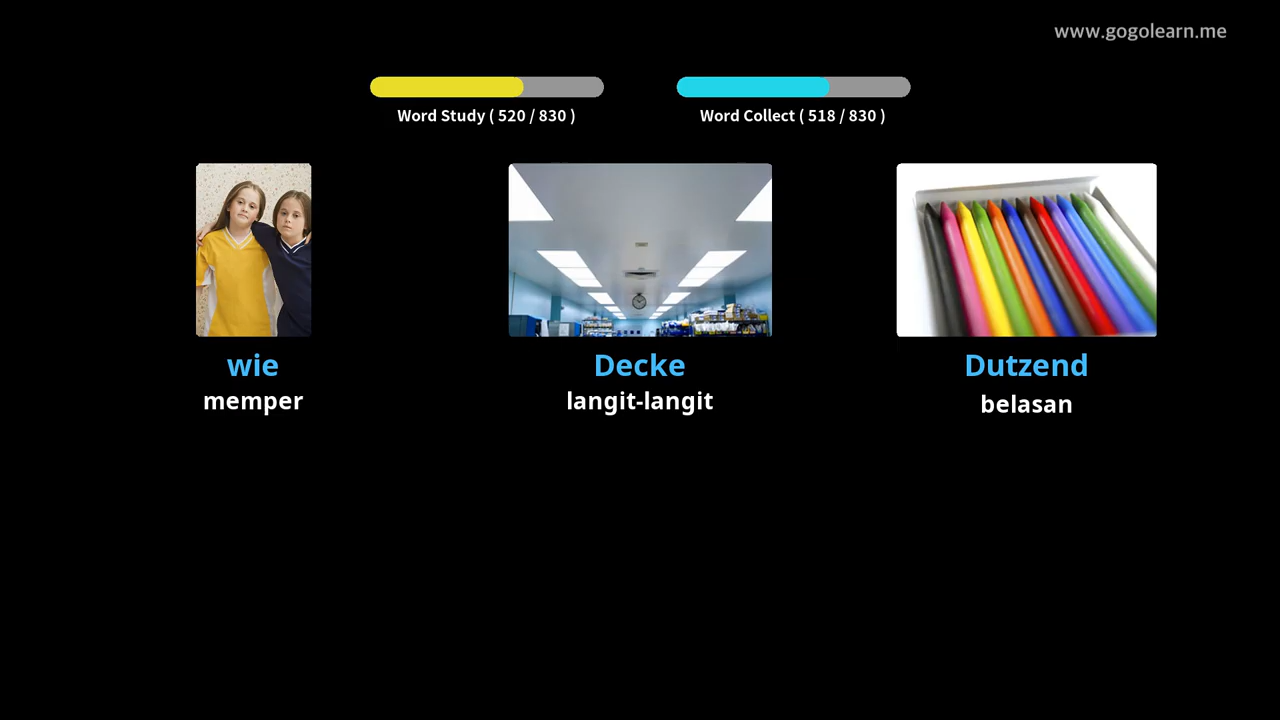 www.gogolearn.me
Word Study ( 520 / 830 )
Word Collect ( 518 / 830 )
wie
memper
Decke
langit-langit
Dutzend
belasan